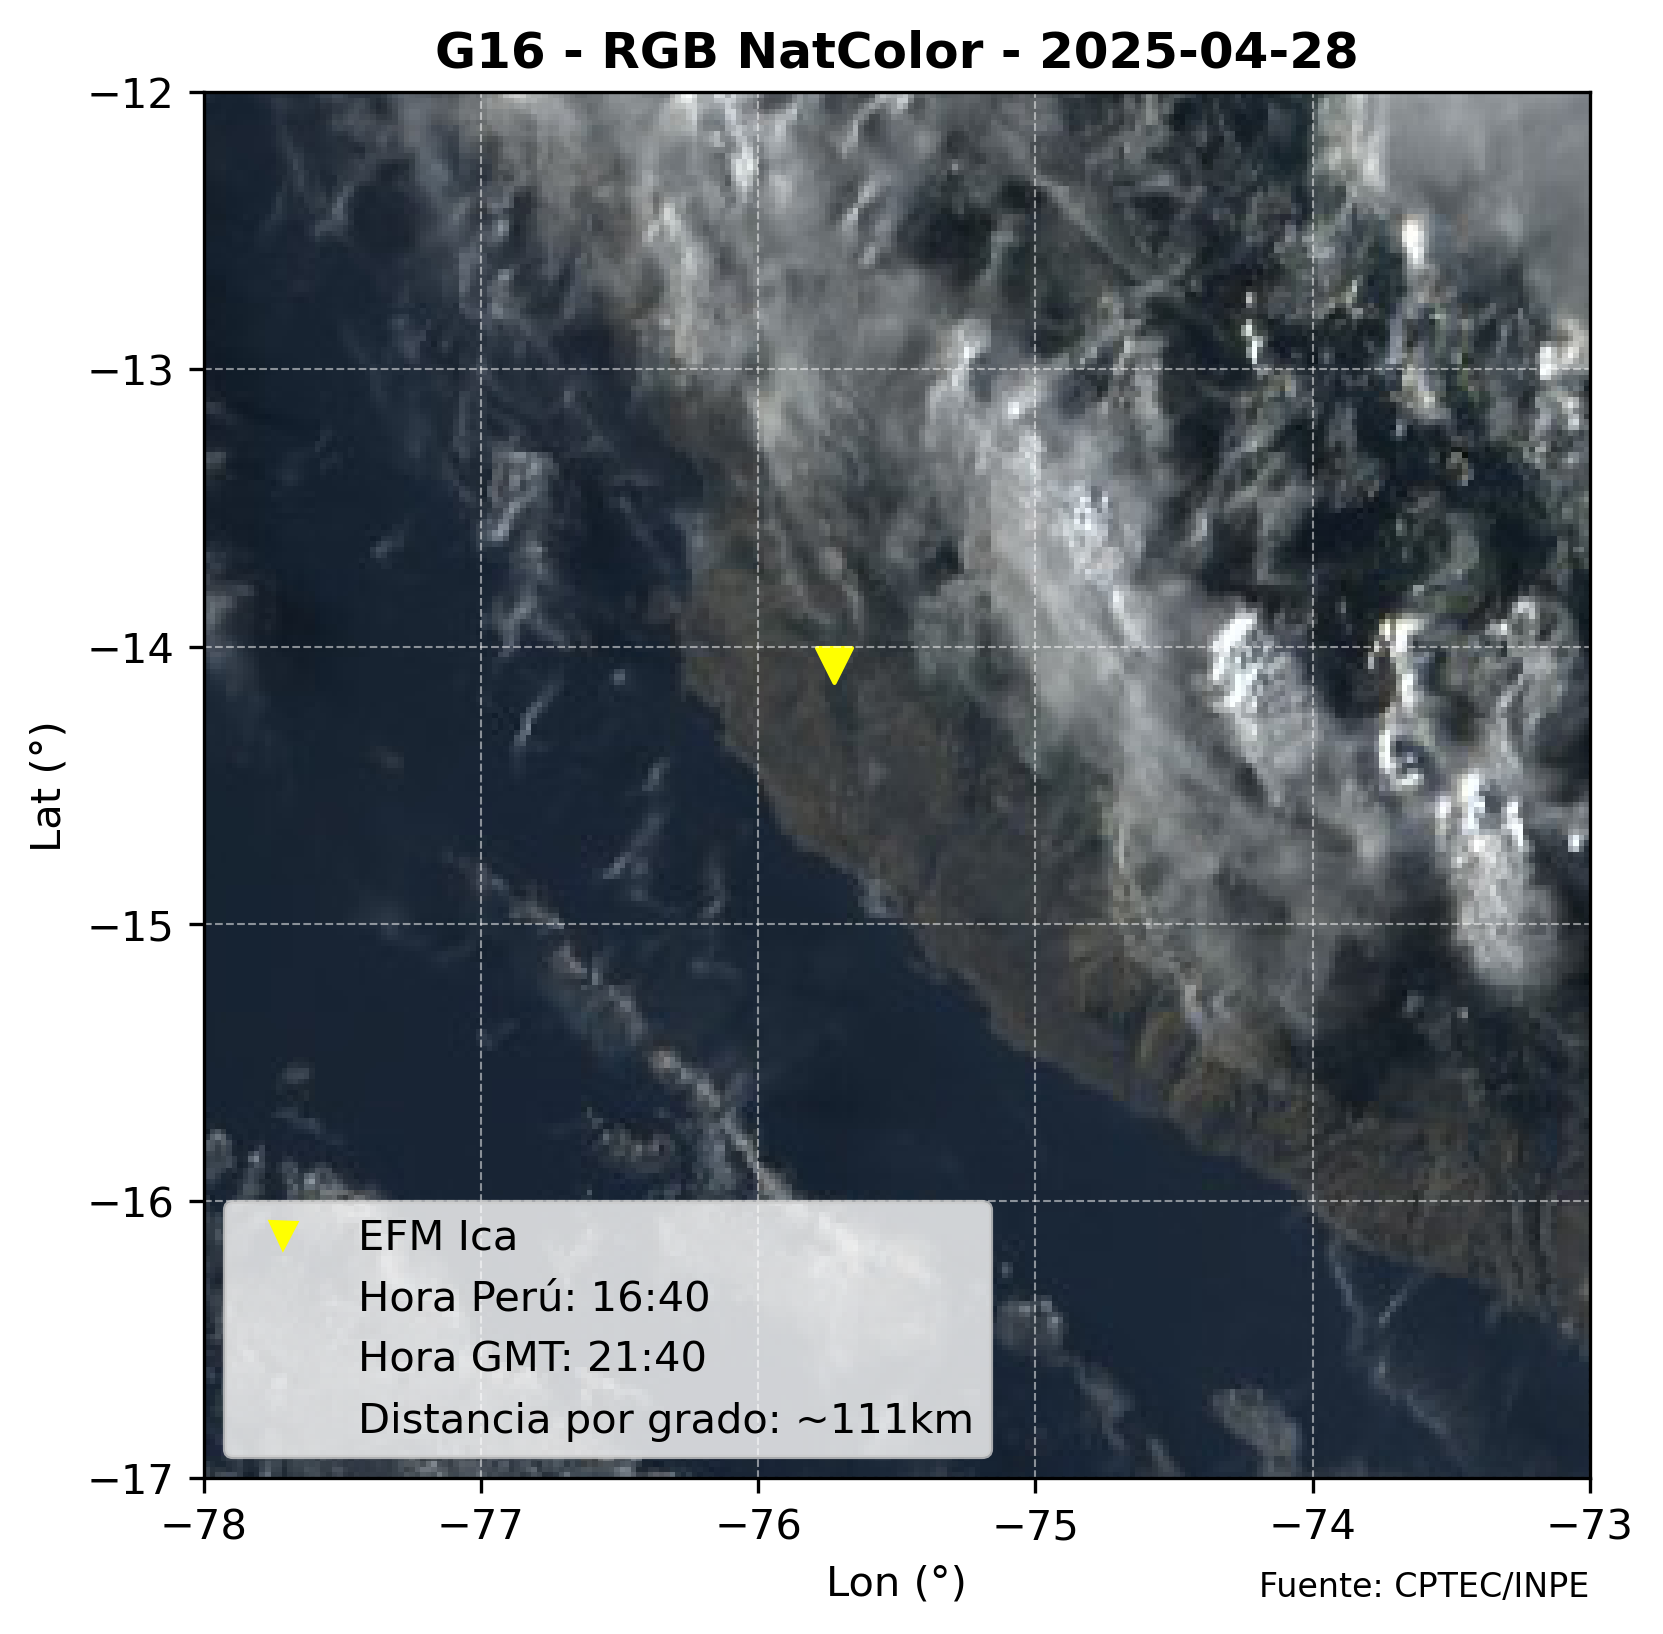 G16 - RGB NatColor - 2025-04-28
−12
−13
−14
−15
−16
−17
Lat (°)
EFM Ica
Hora Perú: 16:40
Hora GMT: 21:40
Distancia por grado: ~111km
−78 −77 −76 −75 −74 −73
Lon (°)
Fuente: CPTEC/INPE